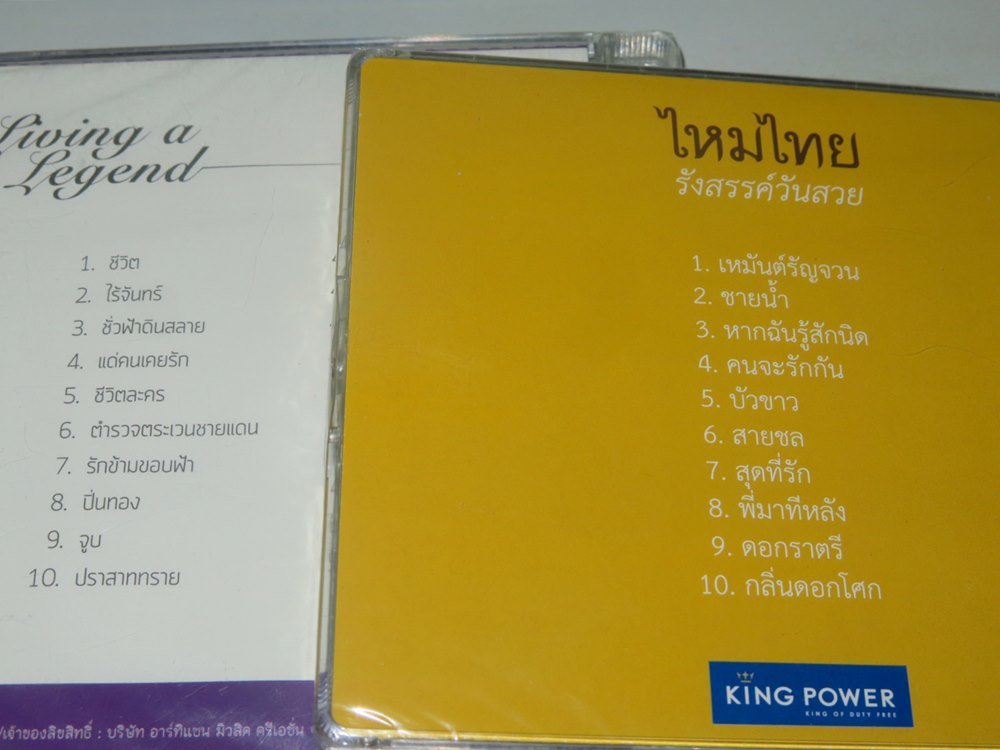 Living a
Legend
1. ชีวิต
2. ไร้จันทร์
3. ชั่วฟ้าดินสลาย
4. แด่คนเคยรัก
5. ชีวิตละคร
6. ตำรวจตระเวนชายแดน
7. รักข้ามขอบฟ้า
8. ปิ่นทอง
9. จูบ
10. ปราสาททราย
/เจ้าของลิขสิทธิ์ : บริษัท อาร์ทิแซน มิวสิค ครีเอชั่น
ไหมไทย
รังสรรค์วันสวย
1. เหมันต์รัญจวน
2. ชายน้ำ
3. หากฉันรู้สักนิด
4. คนจะรักกัน
5. บัวขาว
6. สายชล
7. สุดที่รัก
8. พี่มาทีหลัง
9. ดอกราตรี
10. กลิ่นดอกโศก
KING POWER
KING OF DUTY FREE